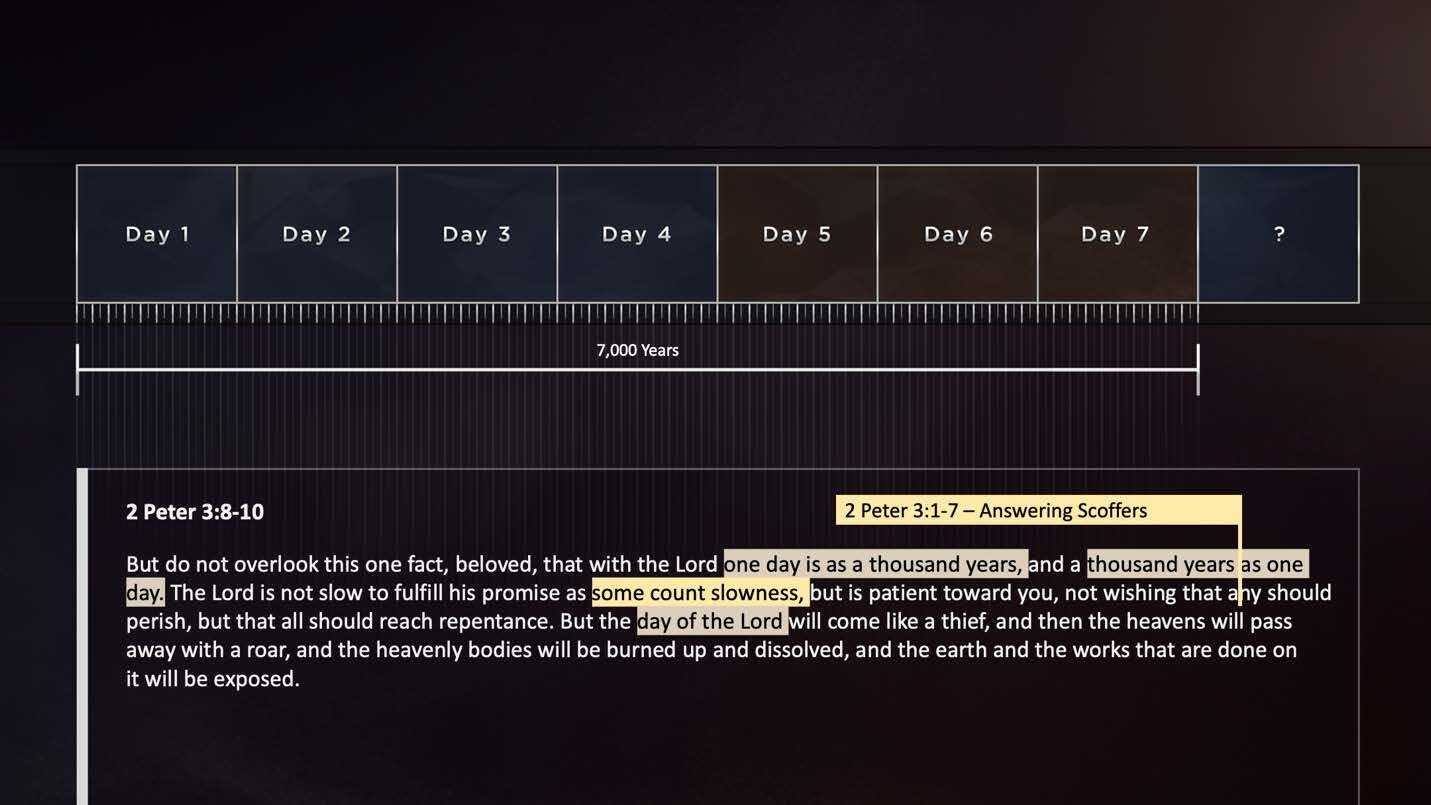 Day 1 Day 2 Day 3 Day 4 Day 5 Day 6 Day 7 ?
7,000 Years
2 Peter 3:8-10
2 Peter 3:1-7 – Answering Scoffers
But do not overlook this one fact, beloved, that with the Lord one day is as a thousand years, and a thousand years as one
day. The Lord is not slow to fulfill his promise as some count slowness, but is patient toward you, not wishing that any should
perish, but that all should reach repentance. But the day of the Lord will come like a thief, and then the heavens will pass
away with a roar, and the heavenly bodies will be burned up and dissolved, and the earth and the works that are done on
it will be exposed.